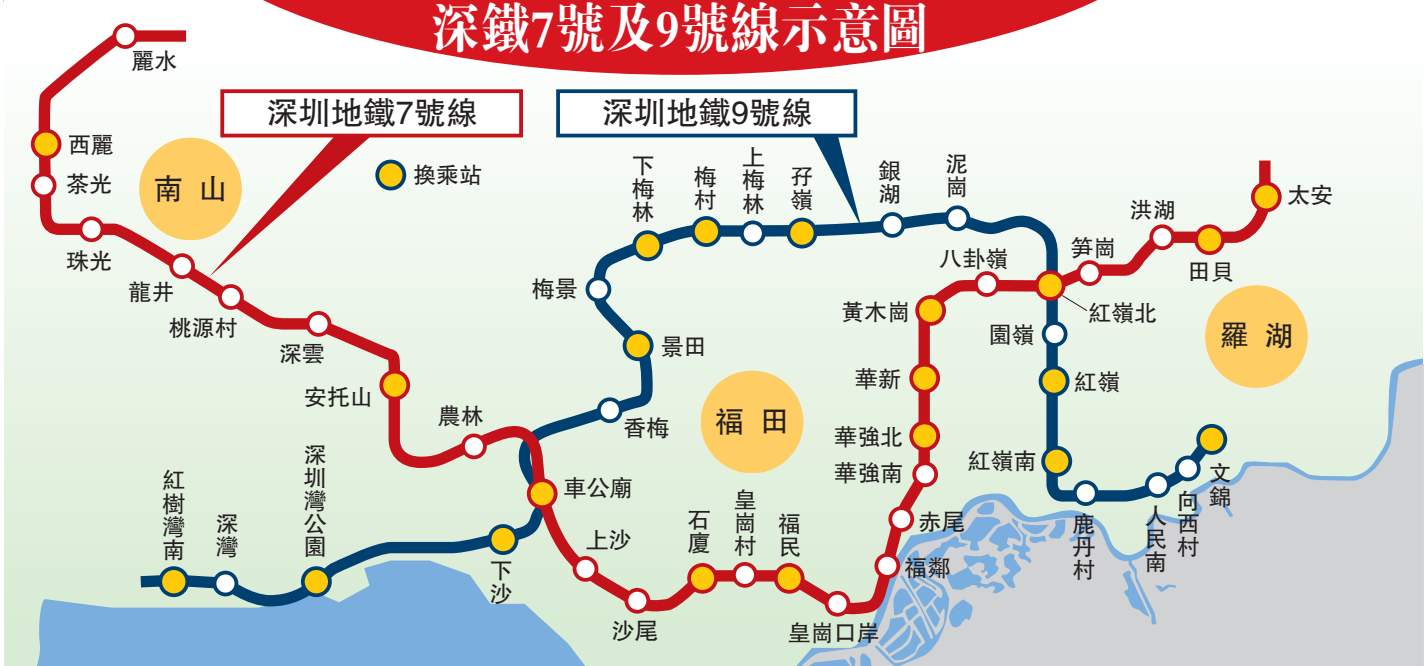 深鐵7號及9號線示意圖
深圳地鐵7號線
深圳地鐵9號線
換乘站
南山
福田
羅湖
麗水
西麗
茶光
珠光
龍井
桃源村
深雲
安托山
農林
車公廟
上沙
沙尾
石廈
皇崗村
福民
皇崗口岸
福鄰
赤尾
華強南
華強北
華新
黃木崗
八卦嶺
紅嶺北
笋崗
洪湖
田貝
太安
紅樹灣南
深灣
深圳灣公園
下沙
香梅
景田
梅景
下梅林
梅村
上梅林
孖嶺
銀湖
泥崗
園嶺
紅嶺
紅嶺南
鹿丹村
人民南
向西村
文錦